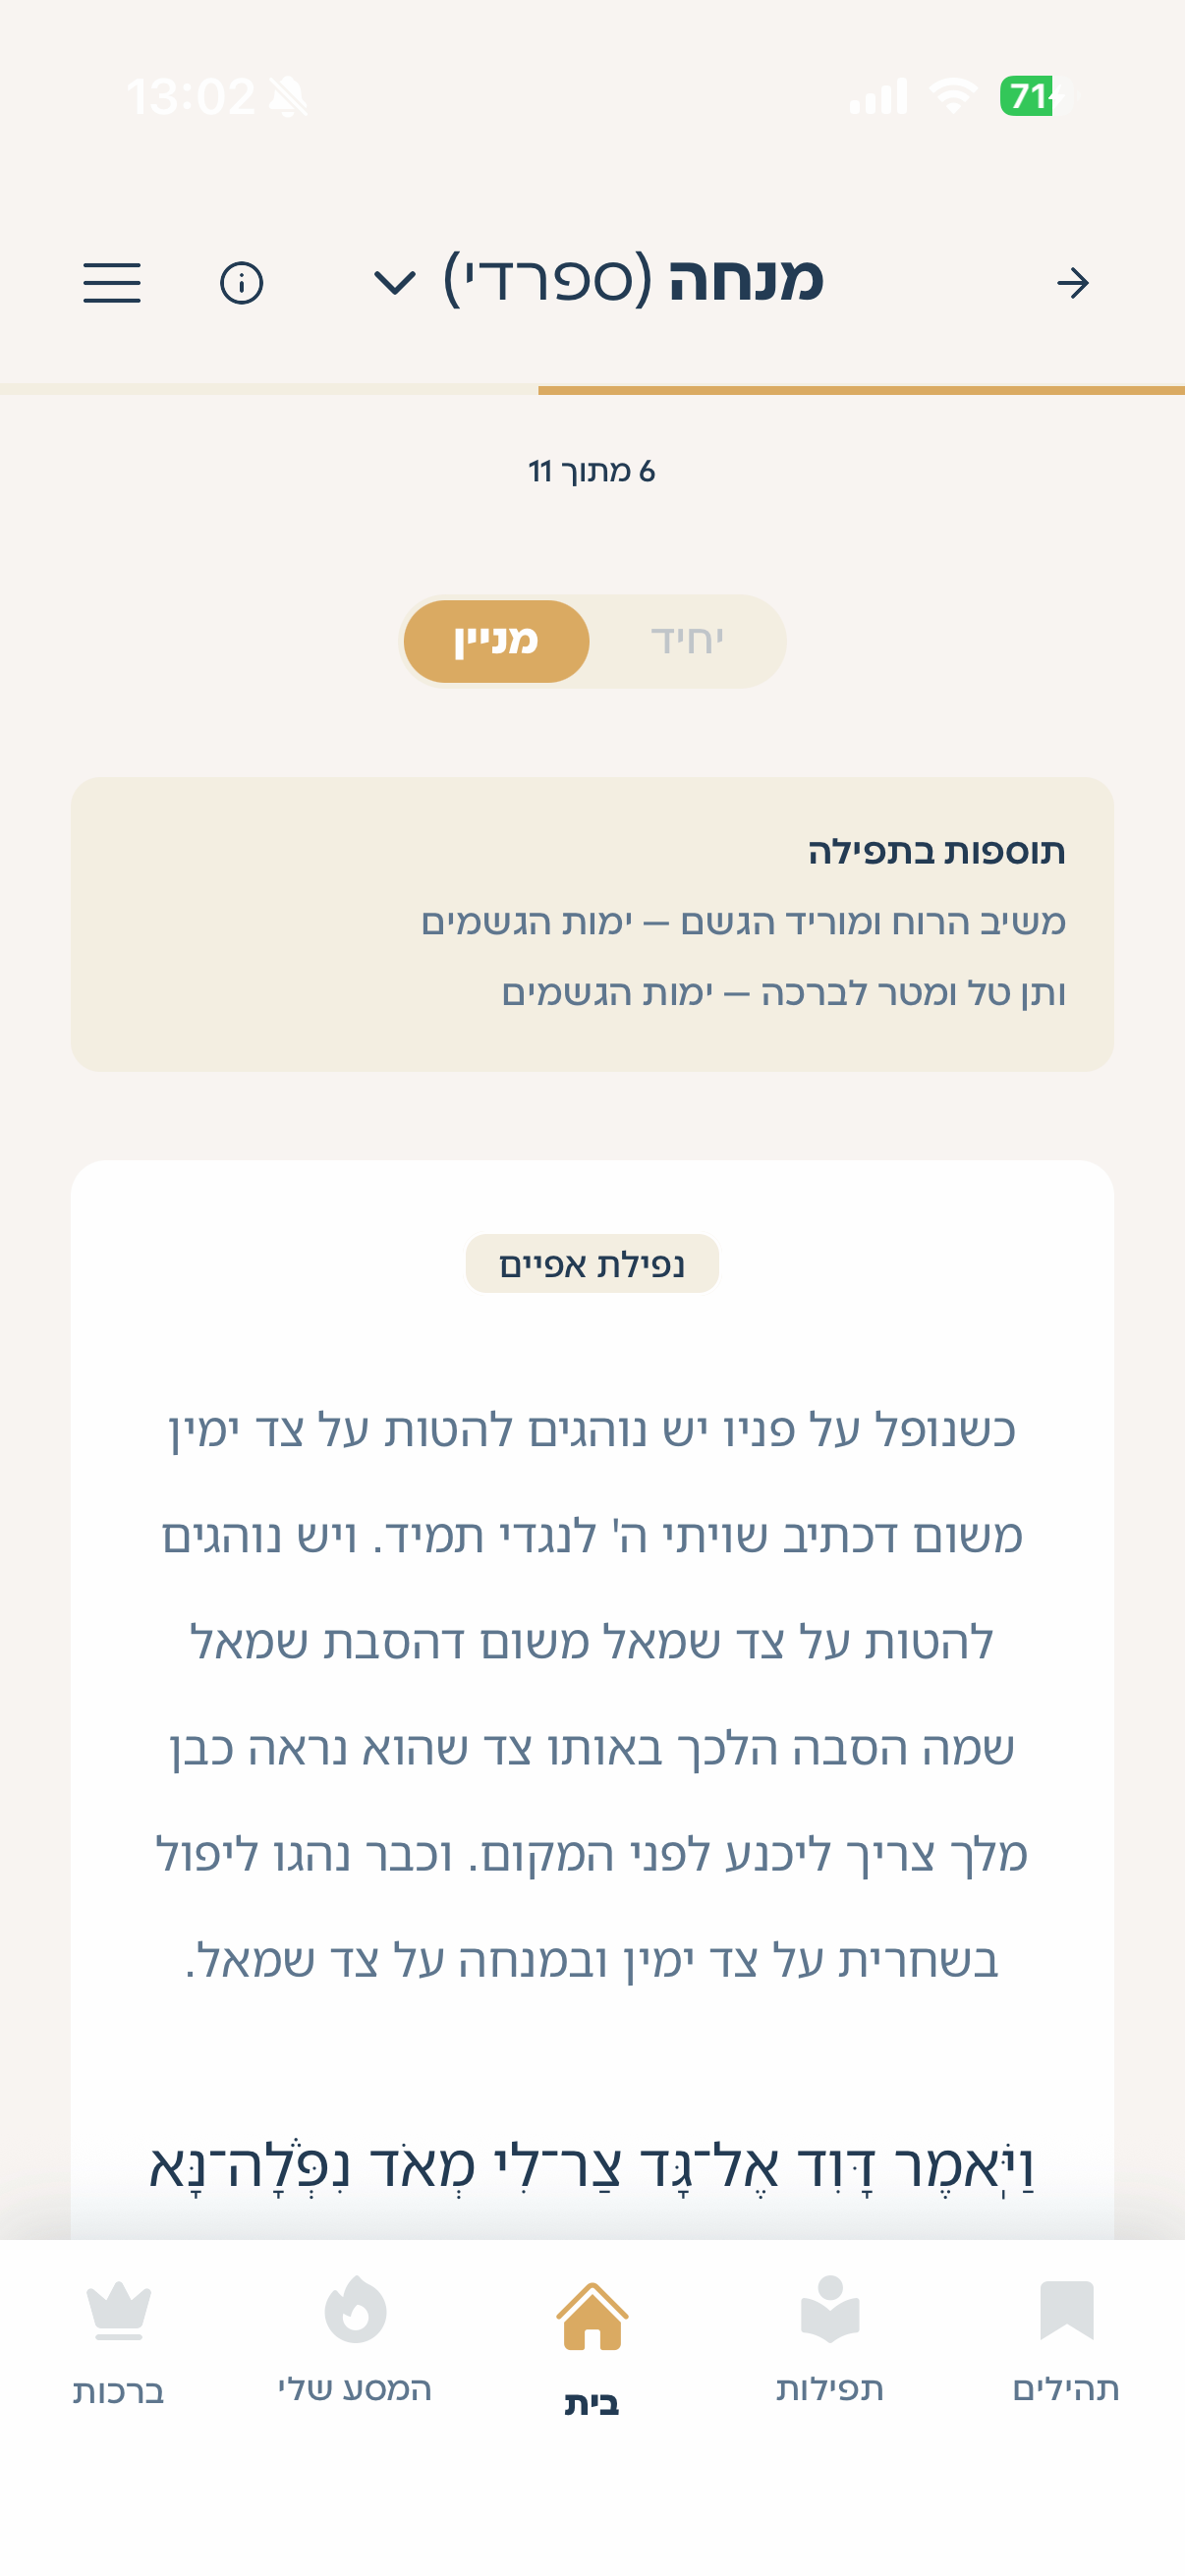 13:02
71
מנחה (ספרדי)
6 מתוך 11
יחיד
מניין
תוספות בתפילה
משיב הרוח ומוריד הגשם – ימות הגשמים
ותן טל ומטר לברכה – ימות הגשמים
נפילת אפיים
כשנופל על פניו יש נוהגים להטות על צד ימין
משום דכתיב שויתי ה' לנגדי תמיד. ויש נוהגים
להטות על צד שמאל משום דהסבת שמאל
שמה הסבה הלכך באותו צד שהוא נראה כבן
מלך צריך ליכנע לפני המקום. וכבר נהגו ליפול
בשחרית על צד ימין ובמנחה על צד שמאל.
וַיֹּ֧אמֶר דָּוִ֛ד אֶל־גָּ֖ד צַר־לִ֣י מְאֹ֑ד נִפְּלָה־נָּ֤א
תהילים
תפילות
בית
המסע שלי
ברכות